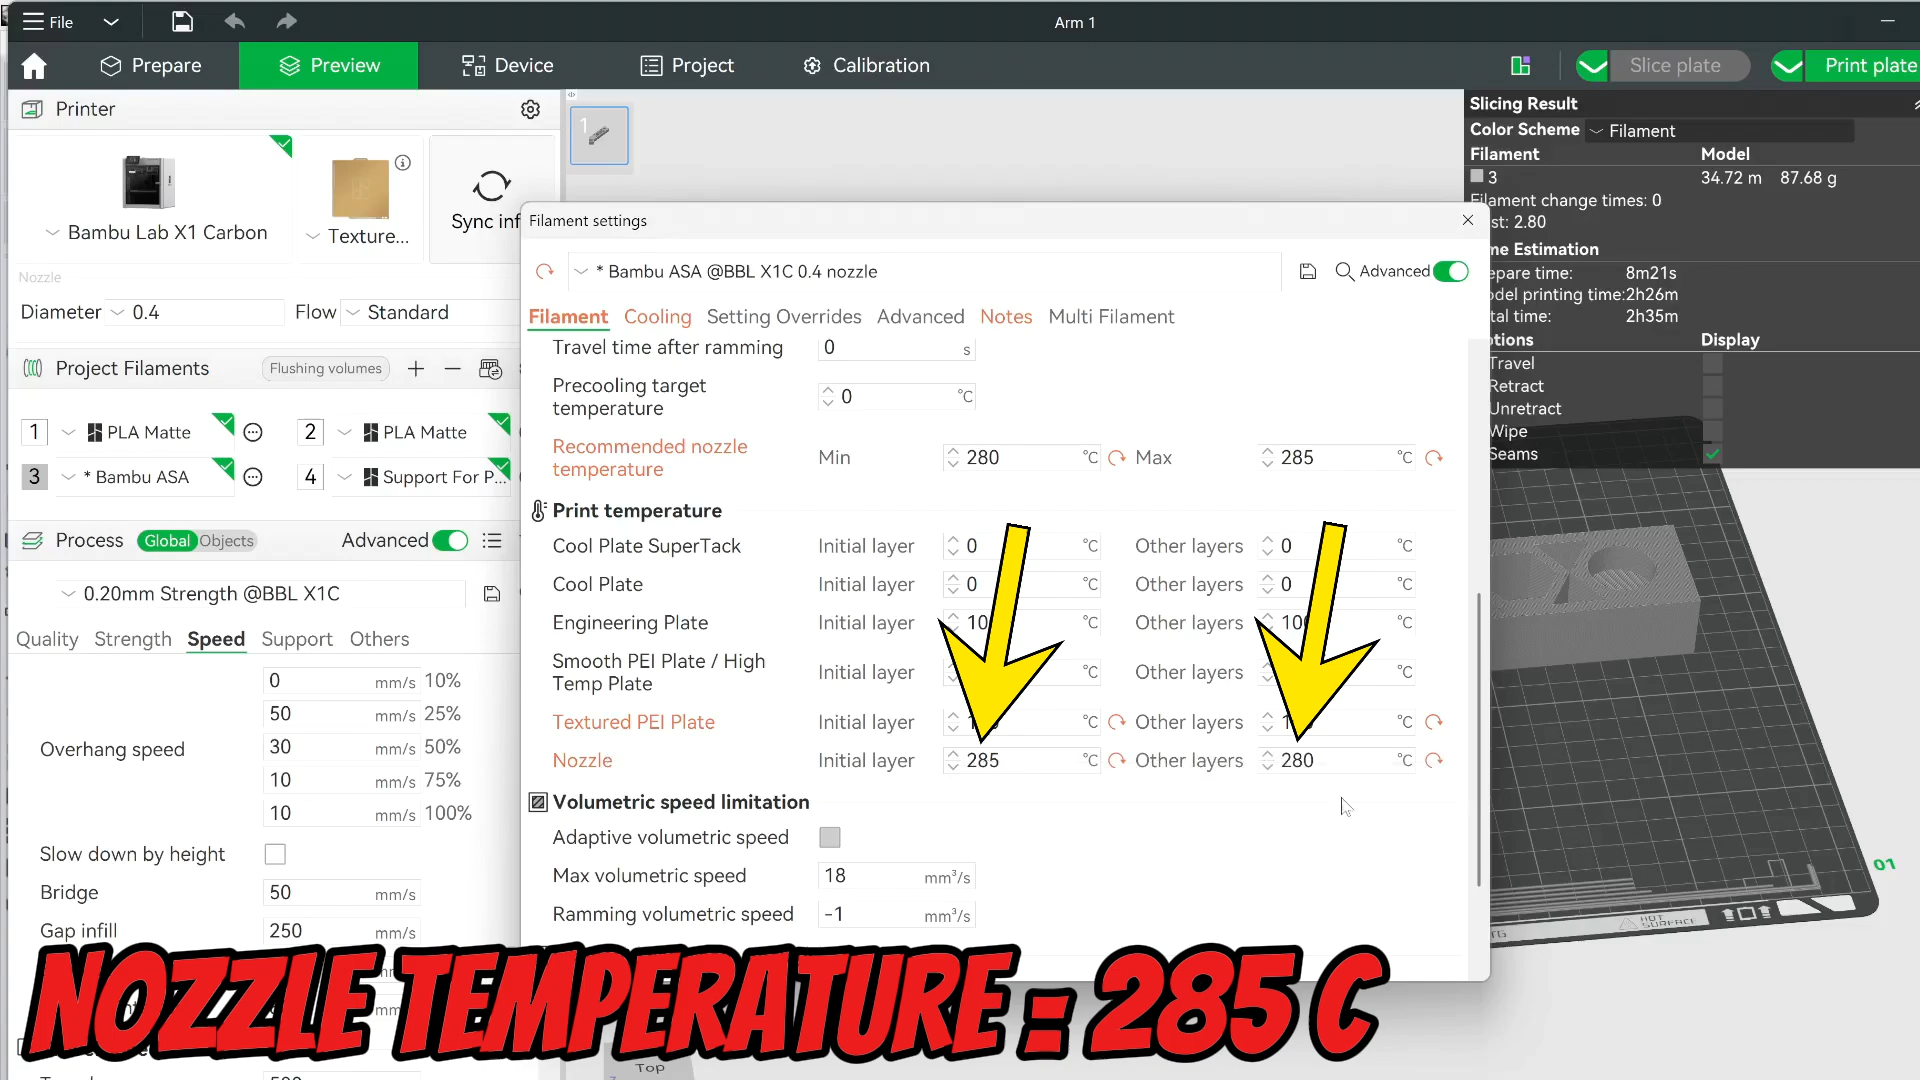 File
Arm 1
Prepare
Preview
Device
Project
Calibration
Slice plate
Print plate
Printer
Bambu Lab X1 Carbon
Texture...
Sync inf
Nozzle
Diameter 0.4 Flow Standard
Project Filaments Flushing volumes
1 PLA Matte 2 PLA Matte
3 * Bambu ASA 4 Support For P...
Process Global Objects Advanced
0.20mm Strength @BBL X1C
Quality Strength Speed Support Others
0 mm/s 10%
50 mm/s 25%
Overhang speed 30 mm/s 50%
10 mm/s 75%
10 mm/s 100%
Slow down by height
Bridge 50 mm/s
Gap infill 250 mm/s
1
Filament settings
* Bambu ASA @BBL X1C 0.4 nozzle
Advanced
Filament Cooling Setting Overrides Advanced Notes Multi Filament
Travel time after ramming 0 s
Precooling target temperature 0 °C
Recommended nozzle temperature Min 280 °C Max 285 °C
Print temperature
Cool Plate SuperTack Initial layer 0 °C Other layers 0 °C
Cool Plate Initial layer 0 °C Other layers 0 °C
Engineering Plate Initial layer 10 °C Other layers 100 °C
Smooth PEI Plate / High Temp Plate Initial layer °C Other layers °C
Textured PEI Plate Initial layer °C Other layers °C
Nozzle Initial layer 285 °C Other layers 280 °C
Volumetric speed limitation
Adaptive volumetric speed
Max volumetric speed 18 mm³/s
Ramming volumetric speed -1 mm³/s
Slicing Result
Color Scheme Filament
Filament Model
3 34.72 m 87.68 g
Filament change times: 0
st: 2.80
me Estimation
epare time: 8m21s
odel printing time:2h26m
tal time: 2h35m
otions Display
Travel
Retract
Unretract
Wipe
Seams
01
HOT SURFACE
NOZZLE TEMPERATURE = 285 C
Top